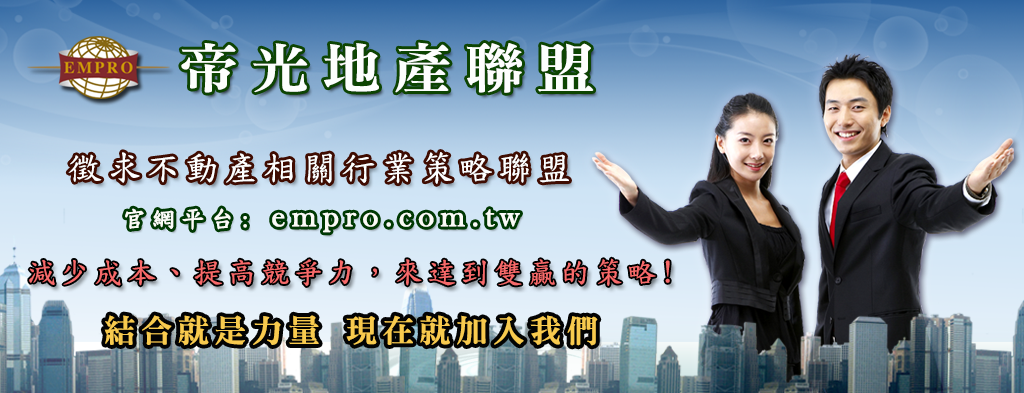 EMPRO
帝光地產聯盟
徵求不動產相關行業策略聯盟
官網平台: empro.com.tw
減少成本、提高競爭力，來達到雙贏的策略!
結合就是力量 現在就加入我們